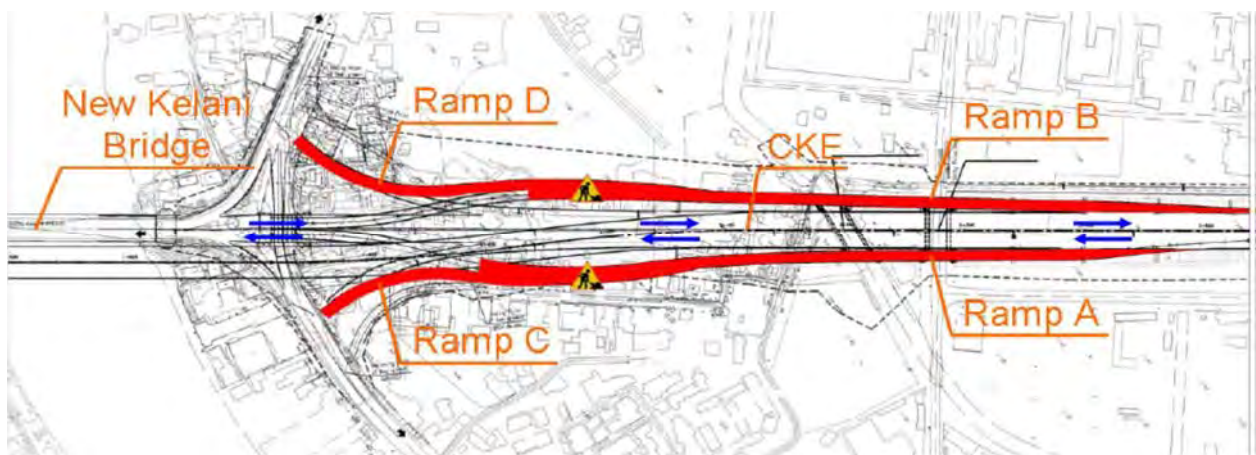 New Kelani
Bridge
Ramp D
CKE
Ramp B
Ramp C
Ramp A